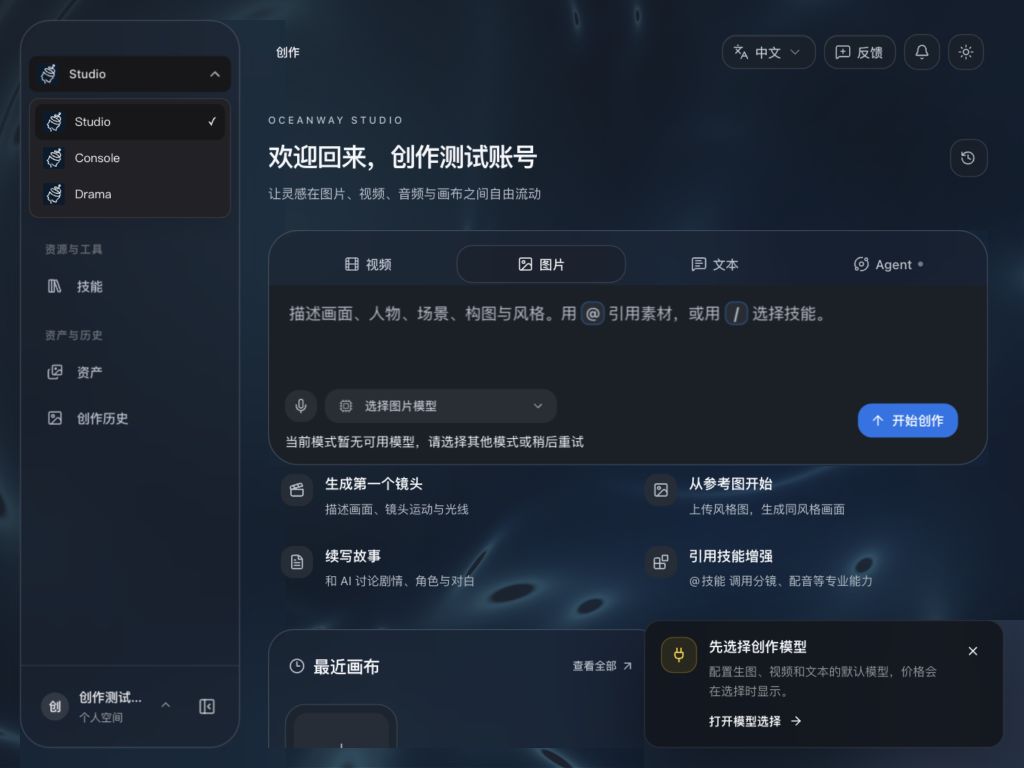 Studio
Studio
Console
Drama
资源与工具
技能
资产与历史
资产
创作历史
创
创作测试...
个人空间
创作
中文
反馈
OCEANWAY STUDIO
欢迎回来，创作测试账号
让灵感在图片、视频、音频与画布之间自由流动
视频
图片
文本
Agent
描述画面、人物、场景、构图与风格。用 @ 引用素材，或用 / 选择技能。
选择图片模型
当前模式暂无可用模型，请选择其他模式或稍后重试
开始创作
生成第一个镜头
描述画面、镜头运动与光线
从参考图开始
上传风格图，生成同风格画面
续写故事
和 AI 讨论剧情、角色与对白
引用技能增强
@技能 调用分镜、配音等专业能力
最近画布
查看全部
先选择创作模型
配置生图、视频和文本的默认模型，价格会
在选择时显示。
打开模型选择